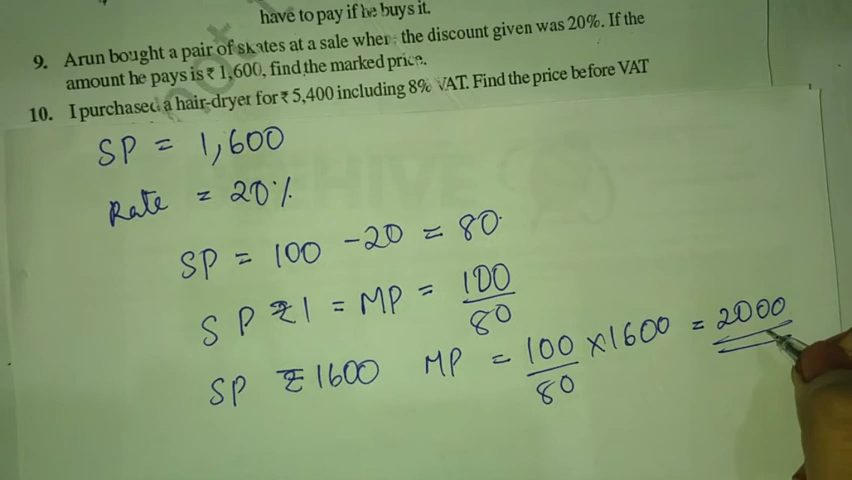 have to pay if he buys it.
9. Arun bought a pair of skates at a sale when the discount given was 20%. If the
amount he pays is ₹ 1,600, find the marked price.
10. I purchased a hair-dryer for ₹ 5,400 including 8% VAT. Find the price before VAT
SP = 1,600
Rate = 20%
SP = 100 - 20 = 80
SP ₹1 = MP = 100/80
SP ₹1600 MP = 100/80 × 1600 = 2000